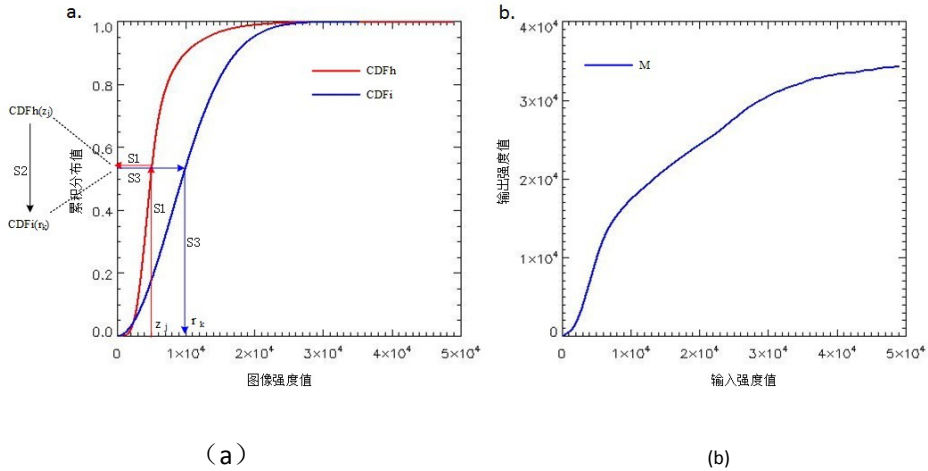 a.
1.0
0.8
0.6
0.4
0.2
0.0
累积分布值
CDFh
CDFi
CDFh(zj)
S2
CDFi(rk)
S1
S3
S1
S3
z j
r k
0
1×10⁴
2×10⁴
3×10⁴
4×10⁴
5×10⁴
图像强度值
(a)
b.
4×10⁴
3×10⁴
2×10⁴
1×10⁴
0
输出强度值
M
0
1×10⁴
2×10⁴
3×10⁴
4×10⁴
5×10⁴
输入强度值
(b)